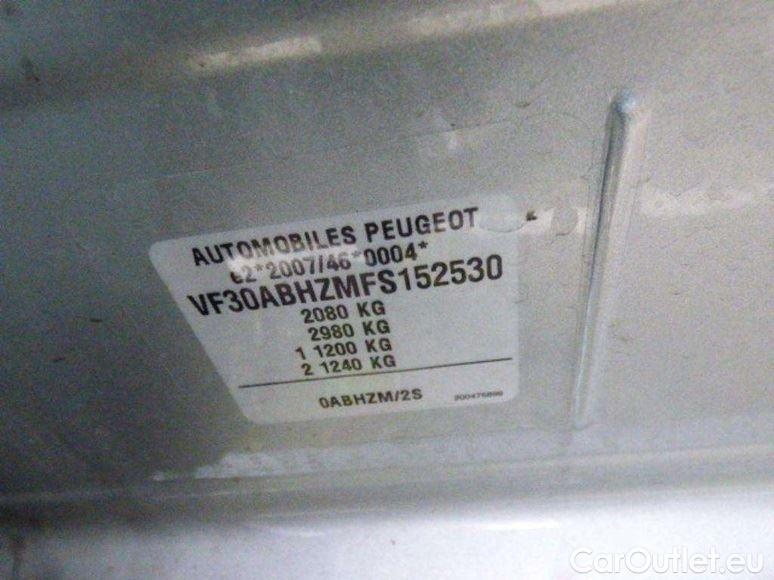 AUTOMOBILES PEUGEOT
e2*2007/46*0004*
VF30ABHZMFS152530
2080 KG
2980 KG
1 1200 KG
2 1240 KG
0ABHZM/2S
CarOutlet.eu